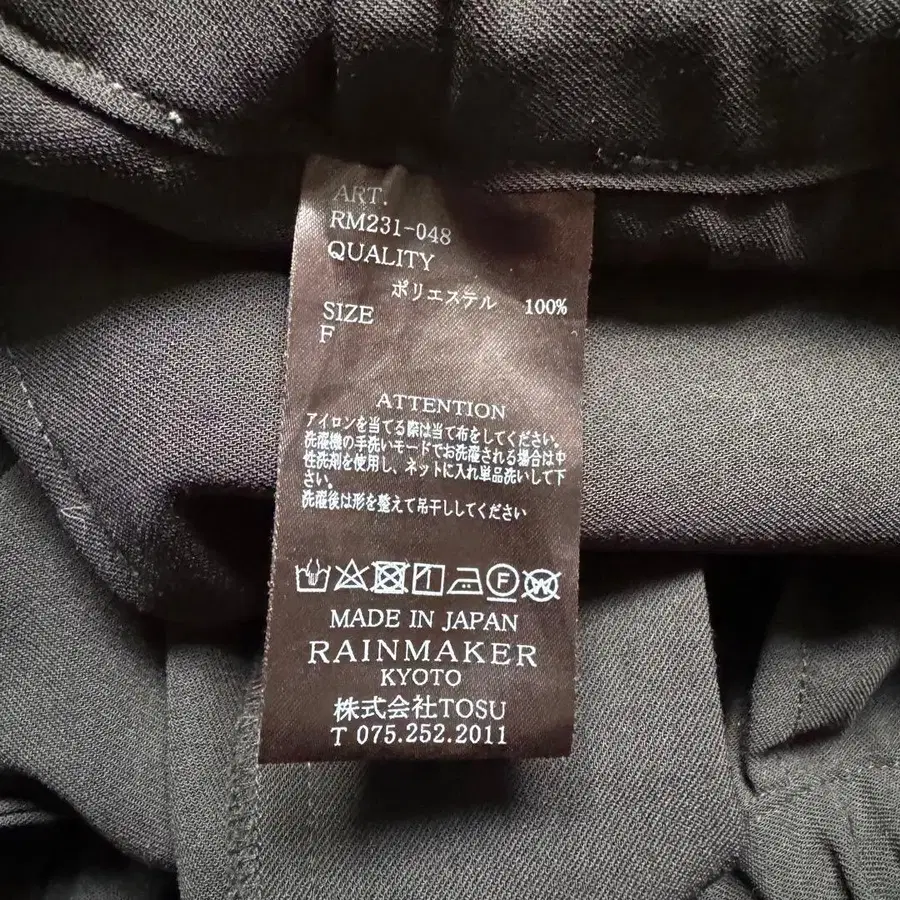 ART.
RM231-048
QUALITY
ポリエステル 100%
SIZE
F
ATTENTION
アイロンを当てる際は当て布をしてください。
洗濯機の手洗いモードでお洗濯される場合は中
性洗剤を使用し、ネットに入れ単品洗いして下
さい。
洗濯後は形を整えて吊干ししてください
F W
MADE IN JAPAN
RAINMAKER
KYOTO
株式会社TOSU
T 075.252.2011